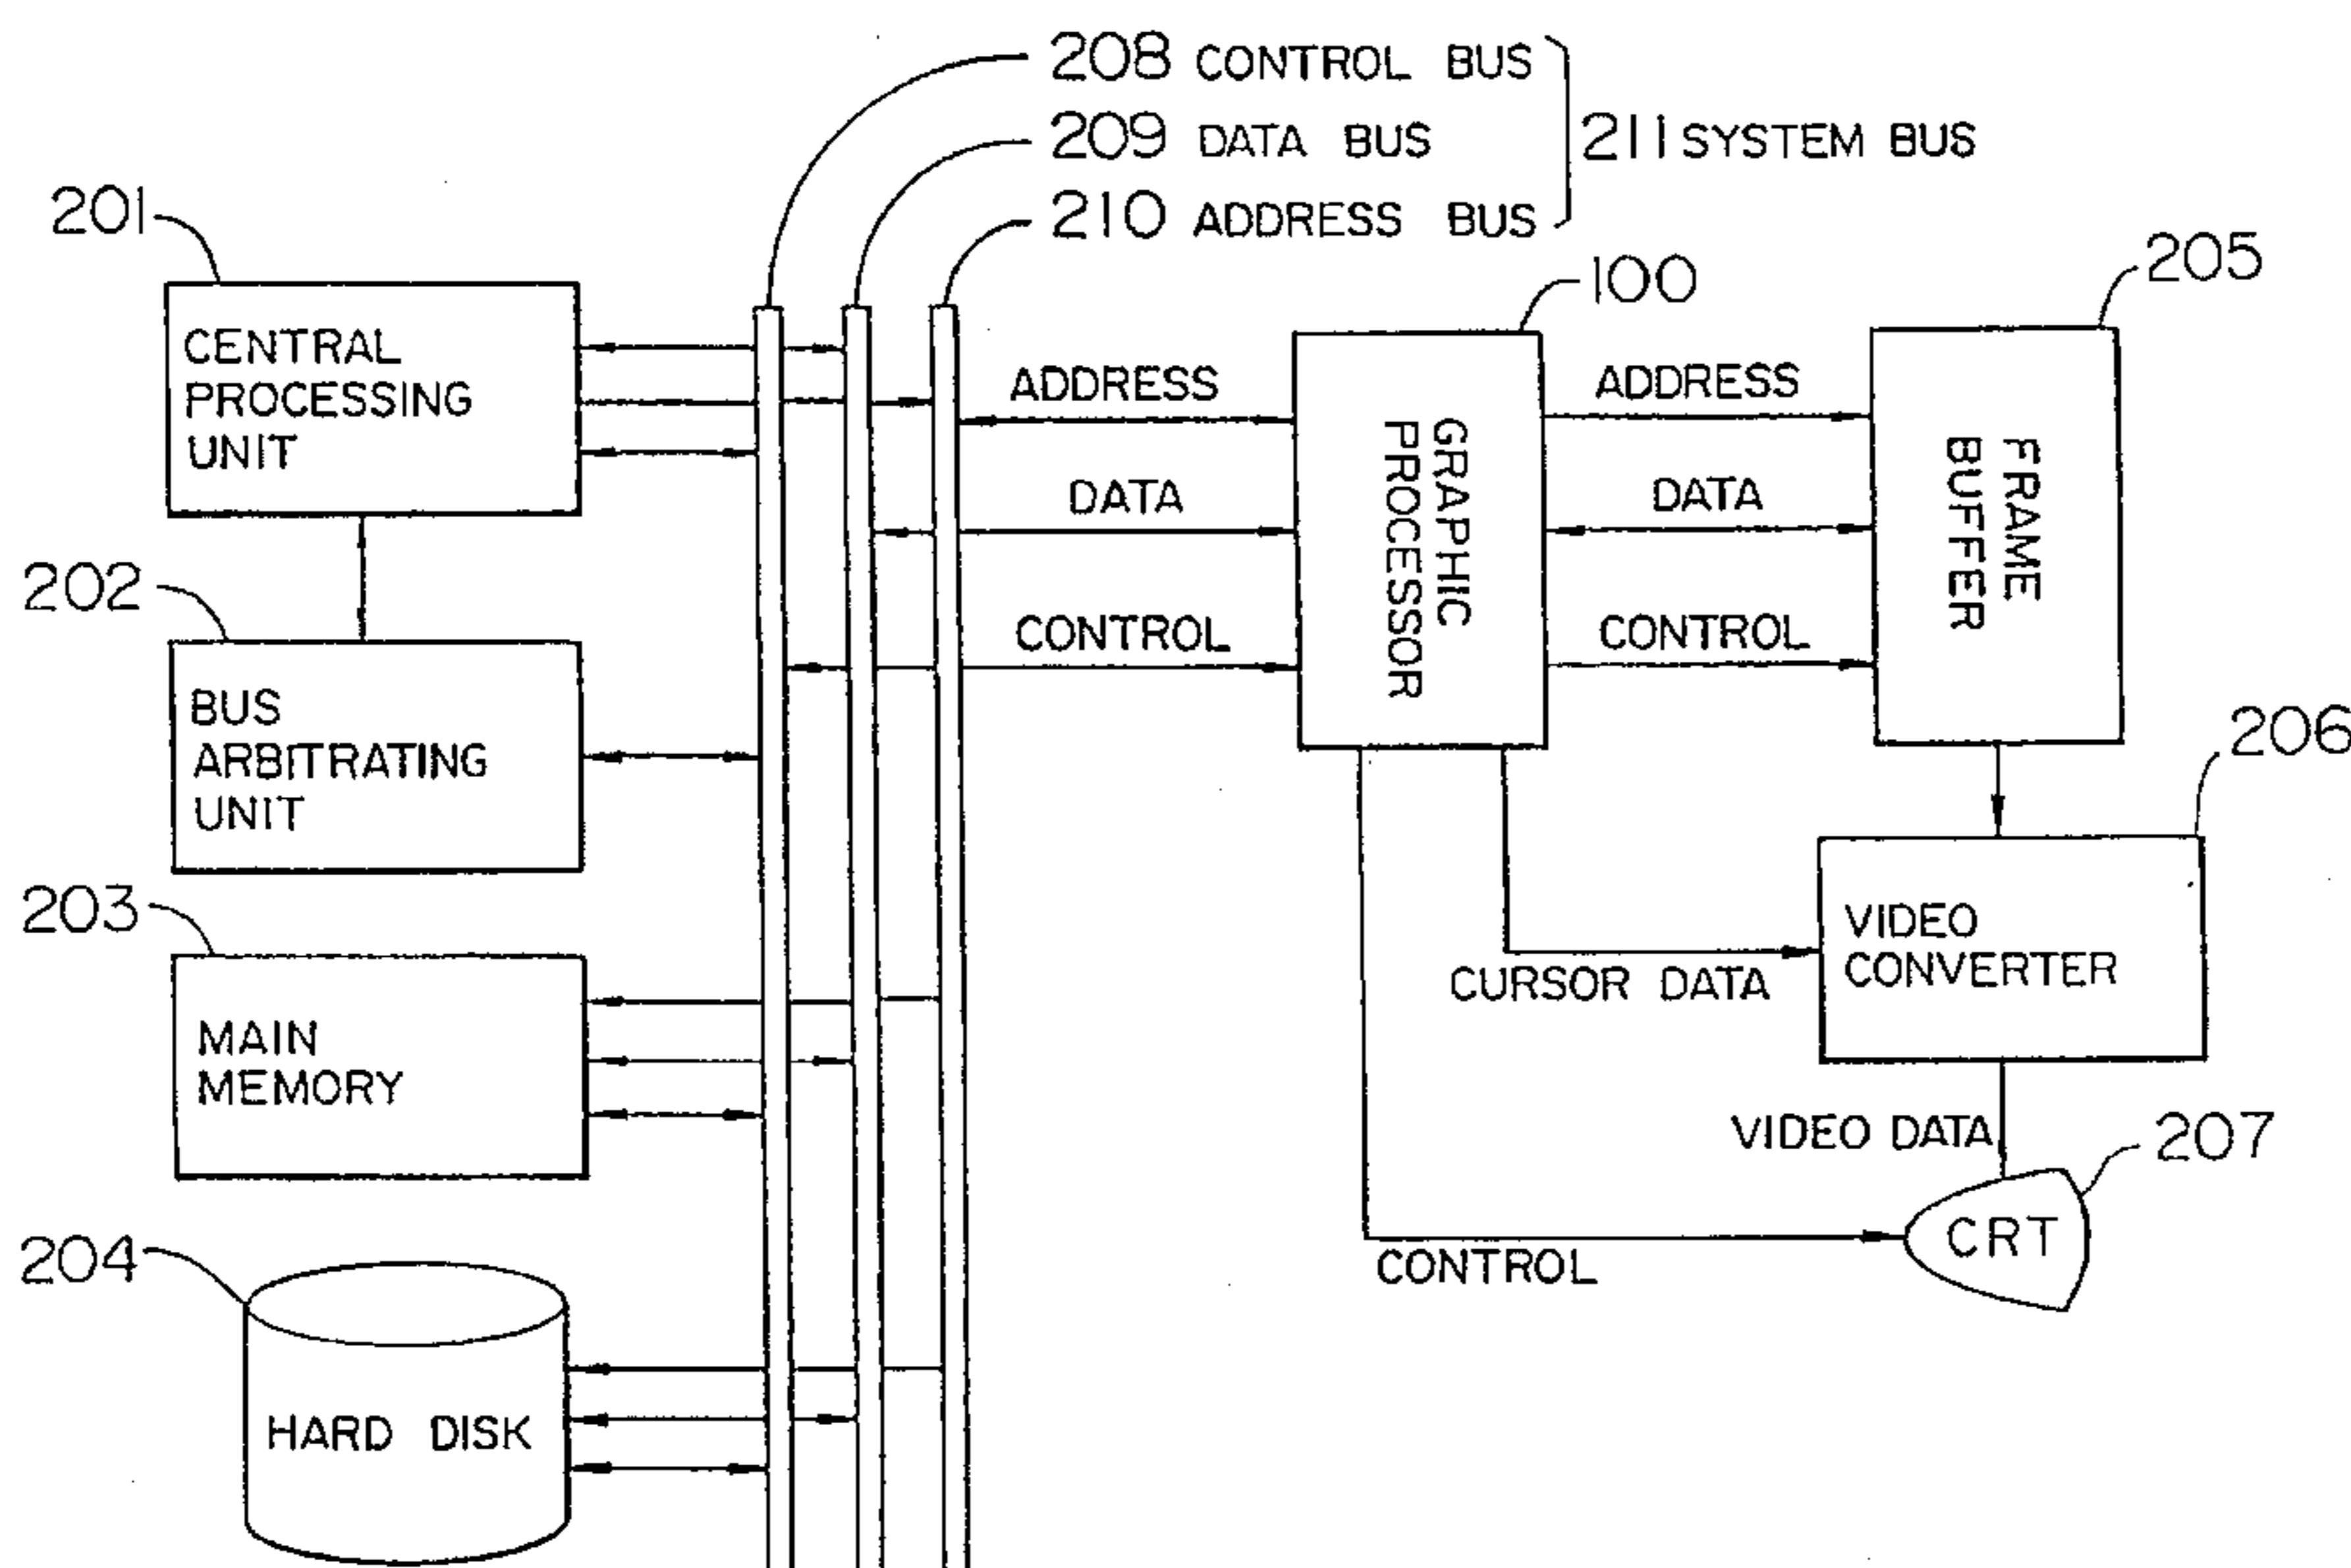 208 CONTROL BUS
209 DATA BUS
210 ADDRESS BUS
211 SYSTEM BUS
201
CENTRAL
PROCESSING
UNIT
202
BUS
ARBITRATING
UNIT
203
MAIN
MEMORY
204
HARD DISK
ADDRESS
DATA
CONTROL
100
GRAPHIC
PROCESSOR
ADDRESS
DATA
CONTROL
205
FRAME
BUFFER
206
VIDEO
CONVERTER
CURSOR DATA
VIDEO DATA
207
CRT
CONTROL